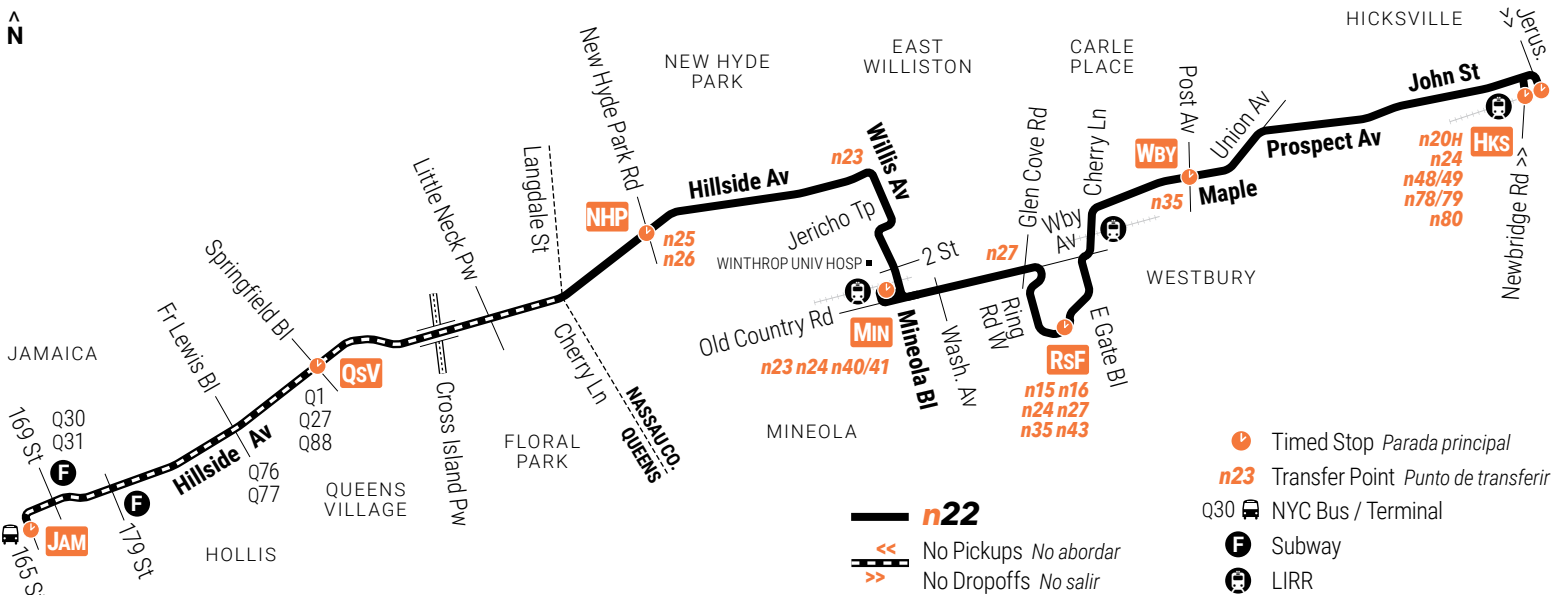 N
HICKSVILLE
Jerus.
NEW HYDE
PARK
EAST
WILLISTON
CARLE
PLACE
New Hyde Park Rd
Post Av
John St
Union Av
Prospect Av
HKS
n20H
n24
n48/49
n78/79
n80
Newbridge Rd >>
WBY
n35
Maple
Cherry Ln
Glen Cove Rd
Wby
Av
n27
WESTBURY
n23
Willis Av
Hillside Av
Jericho Tp
WINTHROP UNIV HOSP
2 St
Langdale St
Little Neck Pw
NHP
n25
n26
Springfield Bl
Fr Lewis Bl
JAMAICA
QSV
Q1
Q27
Q88
Cherry Ln
NASSAU CO.
QUEENS
Cross Island Pw
FLORAL
PARK
Old Country Rd
MIN
n23 n24 n40/41
Mineola Bl
Wash. Av
Ring
Rd W
E Gate Bl
RSF
n15 n16
n24 n27
n35 n43
MINEOLA
169 St
Q30
Q31
F
Hillside Av
Q76
Q77
QUEENS
VILLAGE
F
179 St
JAM
165 S
HOLLIS
n22
<< No Pickups No abordar
>> No Dropoffs No salir
Timed Stop Parada principal
n23 Transfer Point Punto de transferir
Q30 NYC Bus / Terminal
F Subway
LIRR